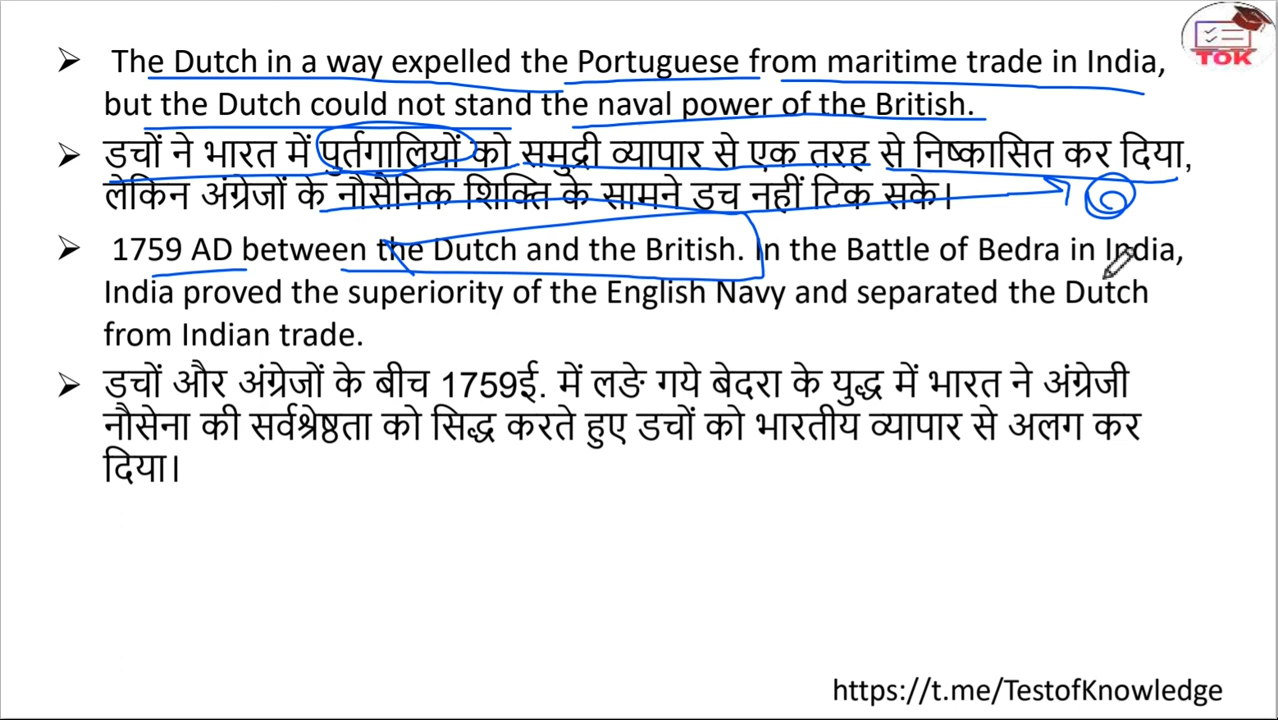 TOK
➢ The Dutch in a way expelled the Portuguese from maritime trade in India,
but the Dutch could not stand the naval power of the British.
➢ डचों ने भारत में पुर्तगालियों को समुद्री व्यापार से एक तरह से निष्कासित कर दिया,
लेकिन अंग्रेजों के नौसैनिक शिक्ति के सामने डच नहीं टिक सके।
➢ 1759 AD between the Dutch and the British. In the Battle of Bedra in India,
India proved the superiority of the English Navy and separated the Dutch
from Indian trade.
➢ डचों और अंग्रेजों के बीच 1759ई. में लङे गये बेदरा के युद्ध में भारत ने अंग्रेजी
नौसेना की सर्वश्रेष्ठता को सिद्ध करते हुए डचों को भारतीय व्यापार से अलग कर
दिया।
https://t.me/TestofKnowledge